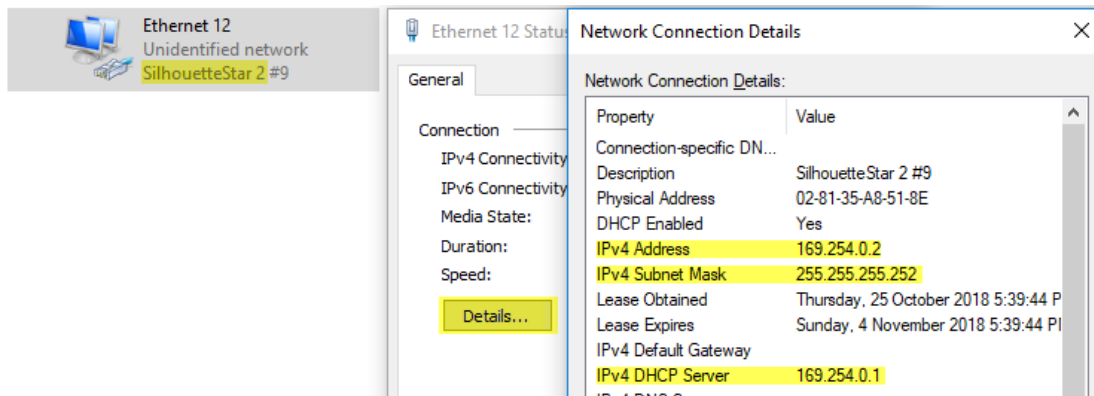 Ethernet 12
Unidentified network
SilhouetteStar 2 #9
Ethernet 12 Status
General
Connection
IPv4 Connectivity
IPv6 Connectivity
Media State:
Duration:
Speed:
Details...
Network Connection Details
Network Connection Details:
Property Value
Connection-specific DN...
Description SilhouetteStar 2 #9
Physical Address 02-81-35-A8-51-8E
DHCP Enabled Yes
IPv4 Address 169.254.0.2
IPv4 Subnet Mask 255.255.255.252
Lease Obtained Thursday, 25 October 2018 5:39:44 P
Lease Expires Sunday, 4 November 2018 5:39:44 P
IPv4 Default Gateway
IPv4 DHCP Server 169.254.0.1